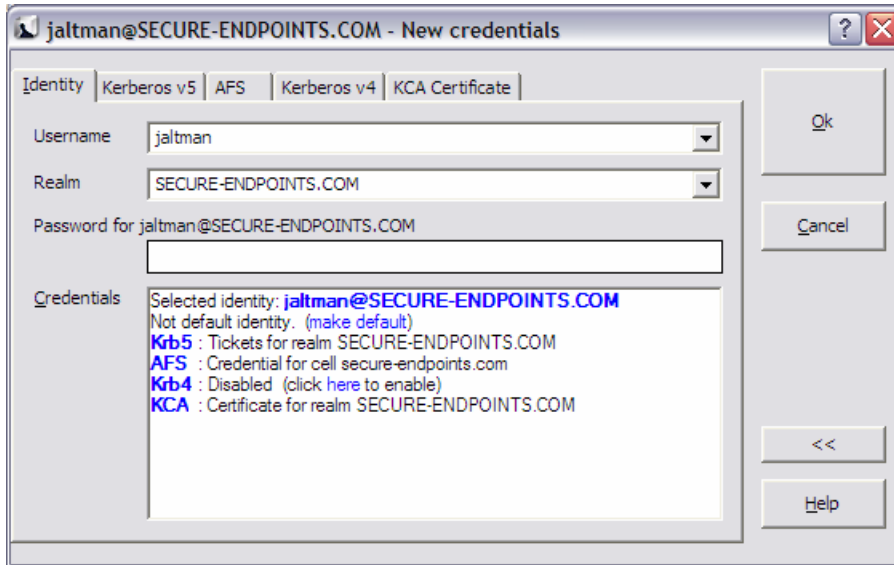 jaltman@SECURE-ENDPOINTS.COM - New credentials
Identity Kerberos v5 AFS Kerberos v4 KCA Certificate
Username jaltman
Realm SECURE-ENDPOINTS.COM
Password for jaltman@SECURE-ENDPOINTS.COM
Credentials Selected identity: jaltman@SECURE-ENDPOINTS.COM
Not default identity. (make default)
Krb5 : Tickets for realm SECURE-ENDPOINTS.COM
AFS : Credential for cell secure-endpoints.com
Krb4 : Disabled (click here to enable)
KCA : Certificate for realm SECURE-ENDPOINTS.COM
Ok
Cancel
<<
Help